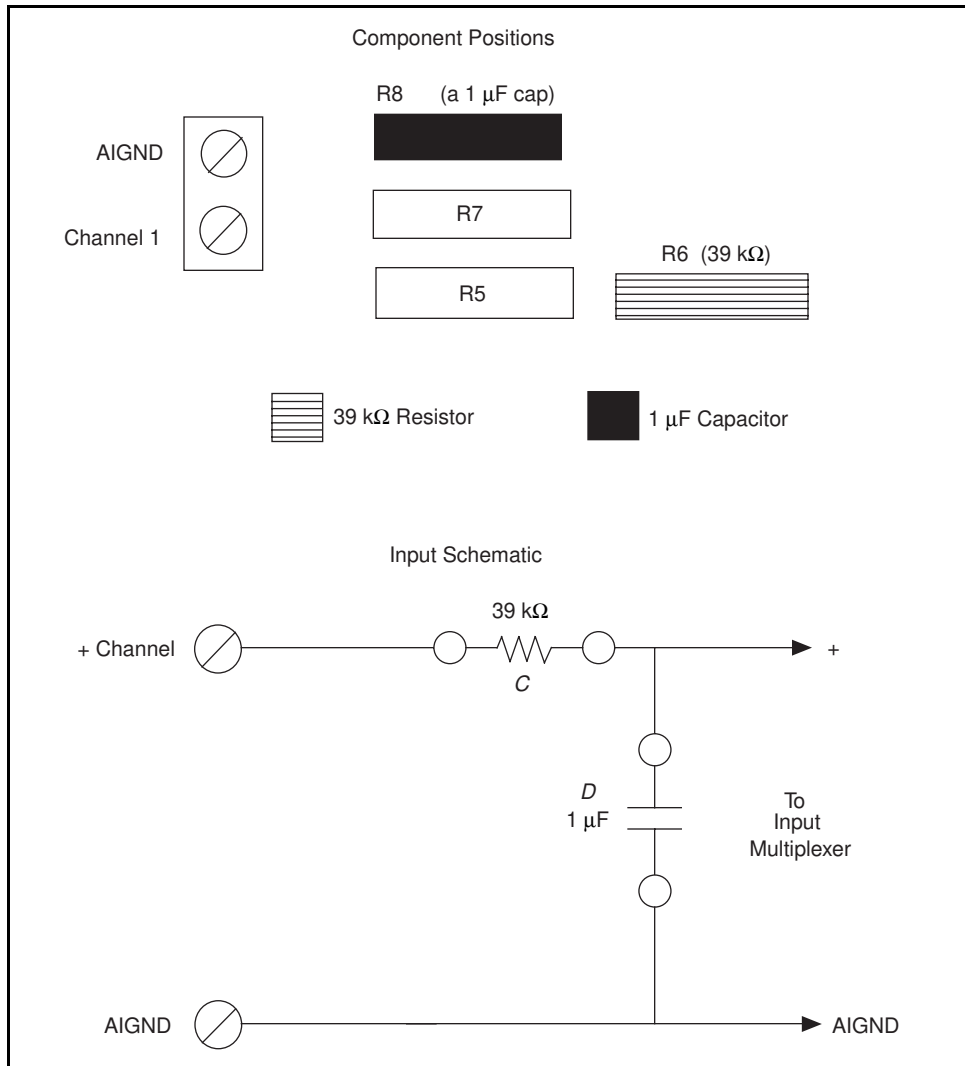 Component Positions
R8 (a 1 μF cap)
AIGND
R7
Channel 1
R6 (39 kΩ)
R5
39 kΩ Resistor
1 μF Capacitor
Input Schematic
39 kΩ
+ Channel
+
C
D
1 μF
To
Input
Multiplexer
AIGND
AIGND